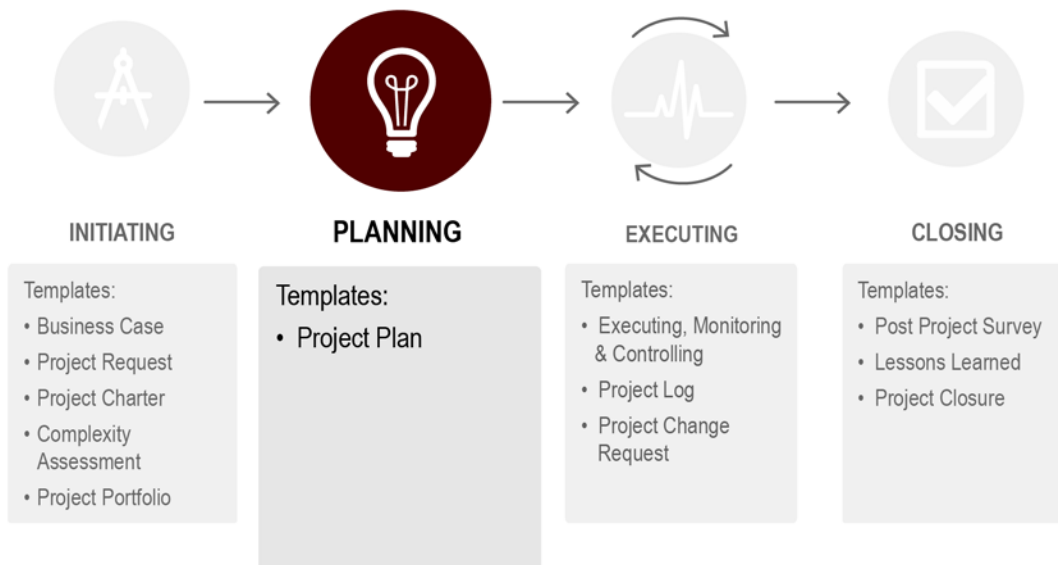 INITIATING
Templates:
• Business Case
• Project Request
• Project Charter
• Complexity
Assessment
• Project Portfolio
PLANNING
Templates:
• Project Plan
EXECUTING
Templates:
• Executing, Monitoring
& Controlling
• Project Log
• Project Change
Request
CLOSING
Templates:
• Post Project Survey
• Lessons Learned
• Project Closure